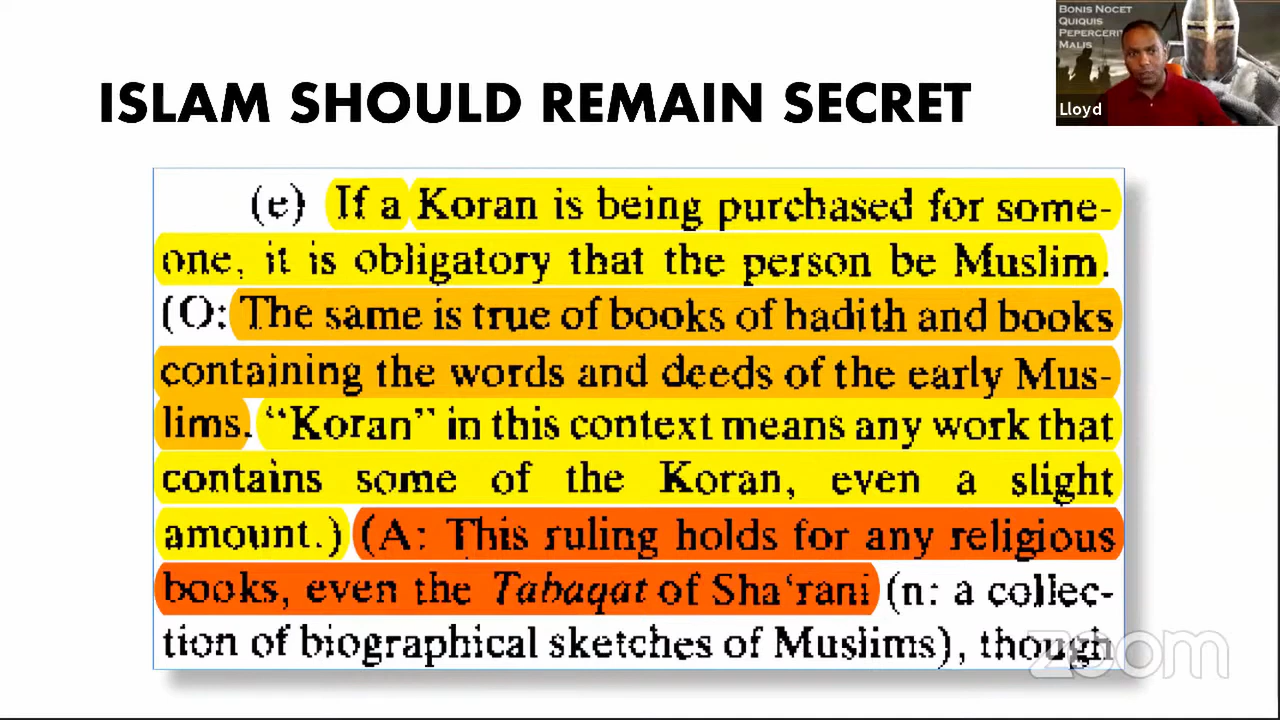 BONIS NOCET
QUIQUIS
PEPERCERIT
MALIS
Lloyd
ISLAM SHOULD REMAIN SECRET
(e) If a Koran is being purchased for some-
one, it is obligatory that the person be Muslim.
(O: The same is true of books of hadith and books
containing the words and deeds of the early Mus-
lims. “Koran” in this context means any work that
contains some of the Koran, even a slight
amount.) (A: This ruling holds for any religious
books, even the Tabaqat of Sha‘rani (n: a collec-
tion of biographical sketches of Muslims), though
zoom